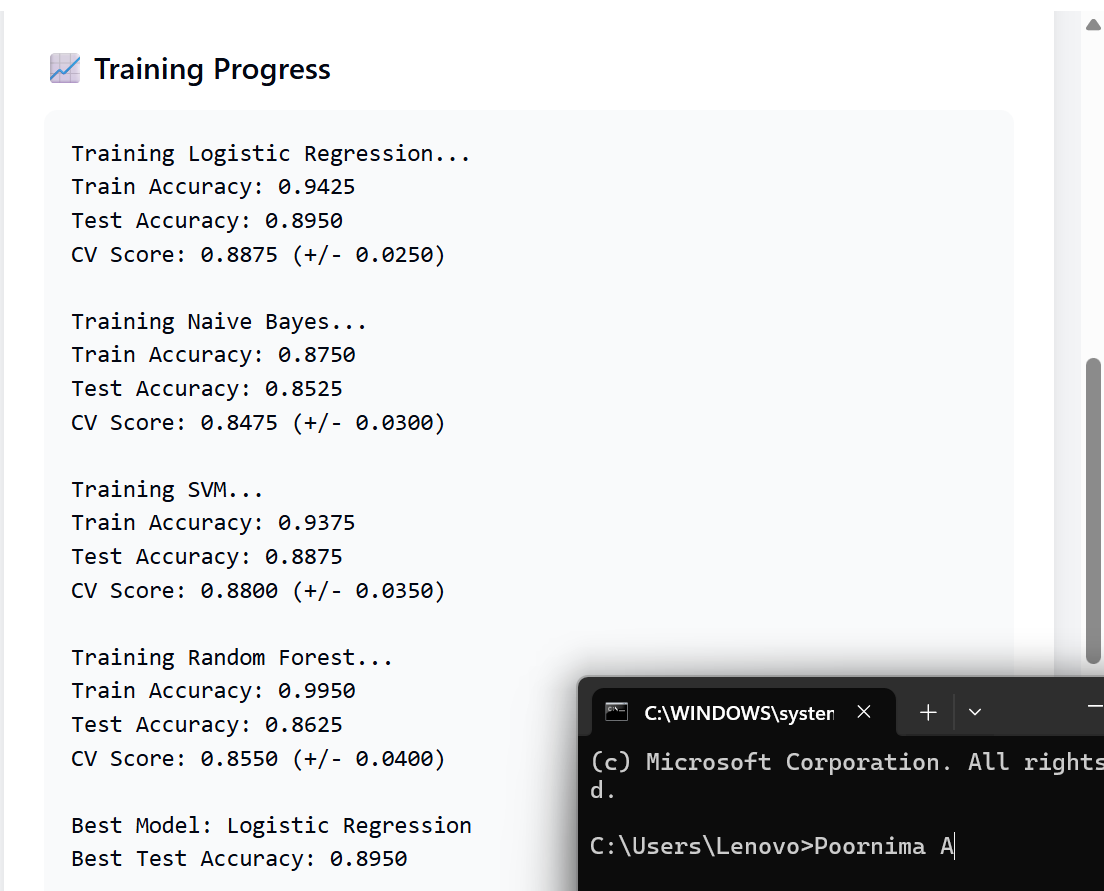 Training Progress
Training Logistic Regression...
Train Accuracy: 0.9425
Test Accuracy: 0.8950
CV Score: 0.8875 (+/- 0.0250)
Training Naive Bayes...
Train Accuracy: 0.8750
Test Accuracy: 0.8525
CV Score: 0.8475 (+/- 0.0300)
Training SVM...
Train Accuracy: 0.9375
Test Accuracy: 0.8875
CV Score: 0.8800 (+/- 0.0350)
Training Random Forest...
Train Accuracy: 0.9950
Test Accuracy: 0.8625
CV Score: 0.8550 (+/- 0.0400)
Best Model: Logistic Regression
Best Test Accuracy: 0.8950
C:\WINDOWS\system
(c) Microsoft Corporation. All rights
d.
C:\Users\Lenovo>Poornima A